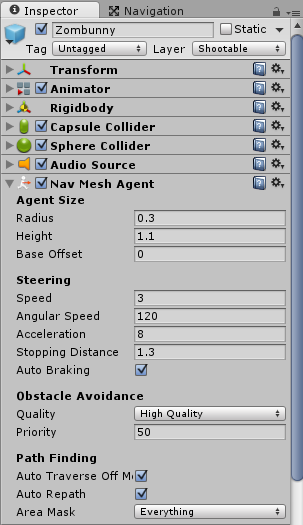 Inspector Navigation
Zombunny Static
Tag Untagged Layer Shootable
Transform
Animator
Rigidbody
Capsule Collider
Sphere Collider
Audio Source
Nav Mesh Agent
Agent Size
Radius 0.3
Height 1.1
Base Offset 0
Steering
Speed 3
Angular Speed 120
Acceleration 8
Stopping Distance 1.3
Auto Braking
Obstacle Avoidance
Quality High Quality
Priority 50
Path Finding
Auto Traverse Off M
Auto Repath
Area Mask Everything